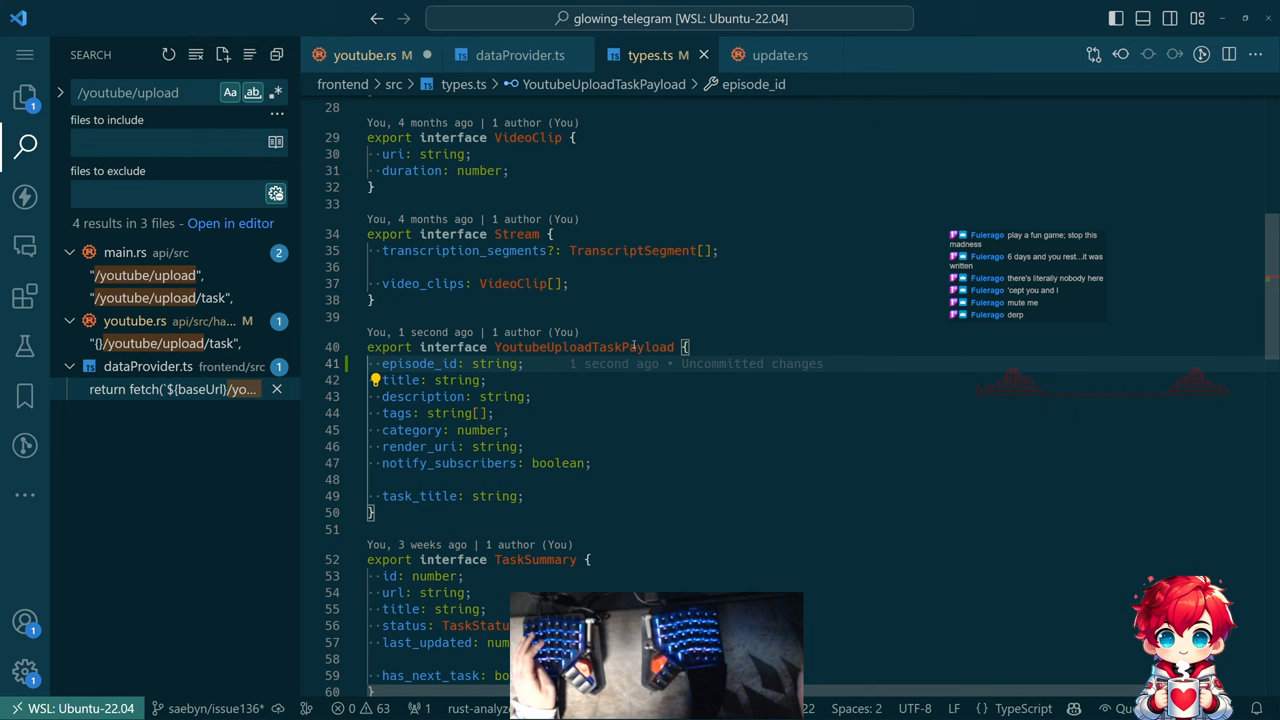 glowing-telegram [WSL: Ubuntu-22.04]
SEARCH
youtube.rs M
dataProvider.ts
types.ts M
update.rs
/youtube/upload
Aa
ab
files to include
files to exclude
4 results in 3 files - Open in editor
main.rs api/src 2
"/youtube/upload",
"/youtube/upload/task",
youtube.rs api/src/ha... M 1
"{}/youtube/upload/task",
dataProvider.ts frontend/src 1
return fetch(`${baseUrl}/yo...
frontend > src > types.ts > YoutubeUploadTaskPayload > episode_id
28
You, 4 months ago | 1 author (You)
29 export interface VideoClip {
30 uri: string;
31 duration: number;
32 }
33
You, 4 months ago | 1 author (You)
34 export interface Stream {
35 transcription_segments?: TranscriptSegment[];
36
37 video_clips: VideoClip[];
38 }
39
You, 1 second ago | 1 author (You)
40 export interface YoutubeUploadTaskPayload {
41 episode_id: string; 1 second ago • Uncommitted changes
42 title: string;
43 description: string;
44 tags: string[];
45 category: number;
46 render_uri: string;
47 notify_subscribers: boolean;
48
49 task_title: string;
50 }
51
You, 3 weeks ago | 1 author (You)
52 export interface TaskSummary {
53 id: number;
54 url: string;
55 title: string;
56 status: TaskStatu
57 last_updated: num
58
59 has_next_task: bo
60 }
Fulerago play a fun game; stop this
madness
Fulerago 6 days and you rest...it was
written
Fulerago there's literally nobody here
Fulerago 'cept you and I
Fulerago mute me
Fulerago derp
1
1
1
WSL: Ubuntu-22.04
saebyn/issue136*
0 63
1
rust-analyz
22
Spaces: 2
UTF-8
LF
TypeScript
Qu